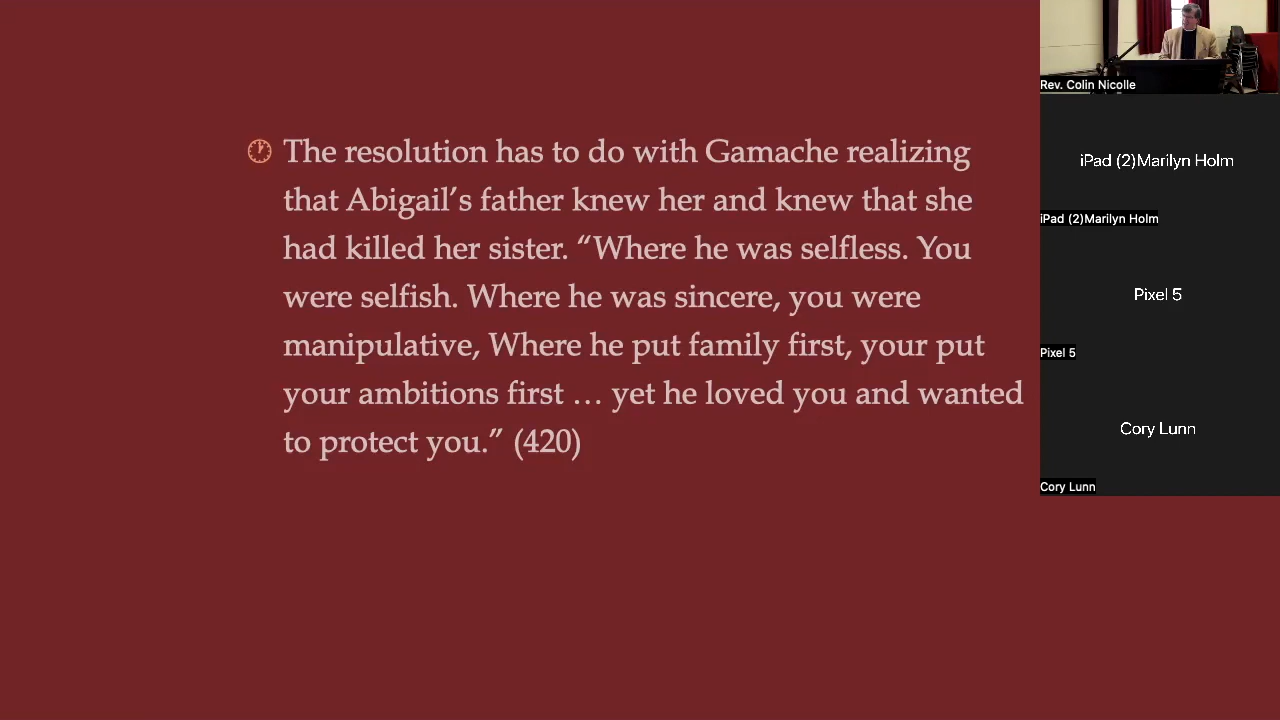 The resolution has to do with Gamache realizing
that Abigail’s father knew her and knew that she
had killed her sister. “Where he was selfless. You
were selfish. Where he was sincere, you were
manipulative, Where he put family first, your put
your ambitions first … yet he loved you and wanted
to protect you.” (420)
Rev. Colin Nicolle
iPad (2)Marilyn Holm
iPad (2)Marilyn Holm
Pixel 5
Pixel 5
Cory Lunn
Cory Lunn